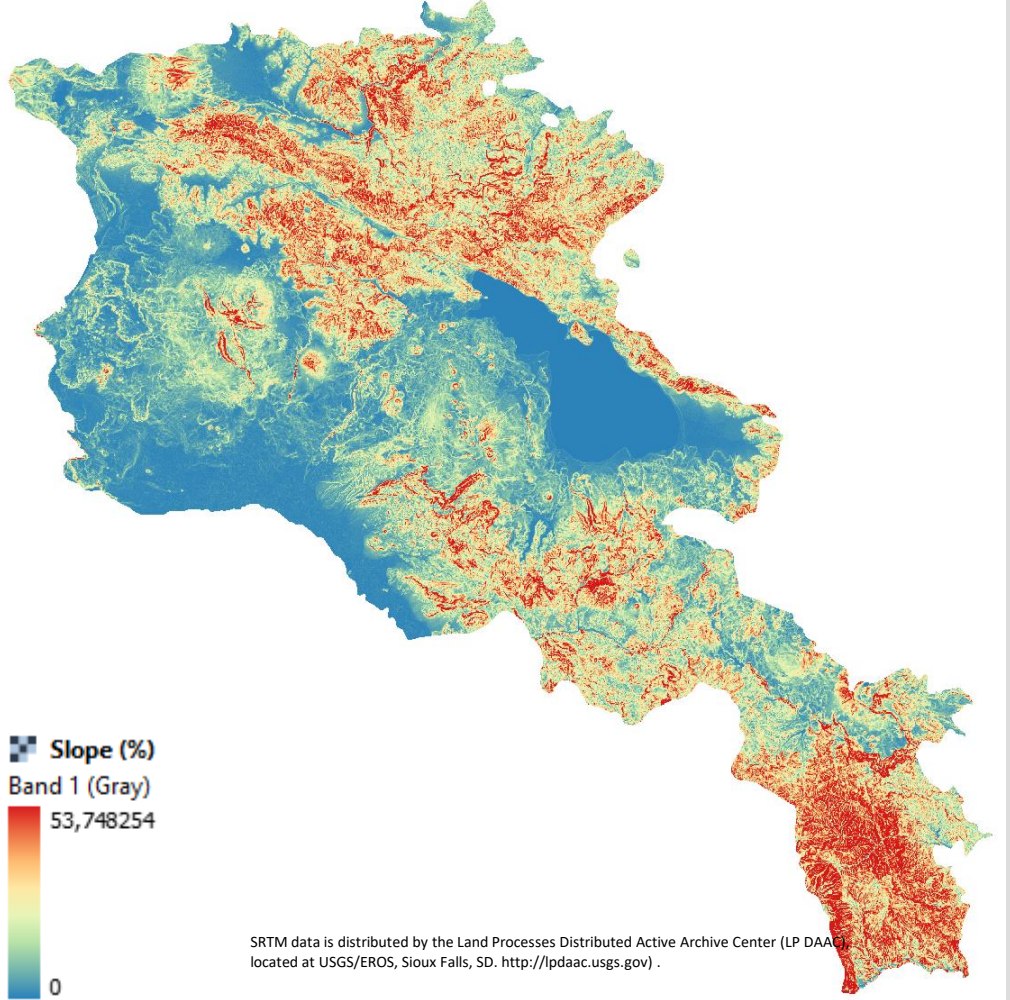 Slope (%)
Band 1 (Gray)
53,748254
0
SRTM data is distributed by the Land Processes Distributed Active Archive Center (LP DAAC),
located at USGS/EROS, Sioux Falls, SD. http://lpdaac.usgs.gov) .